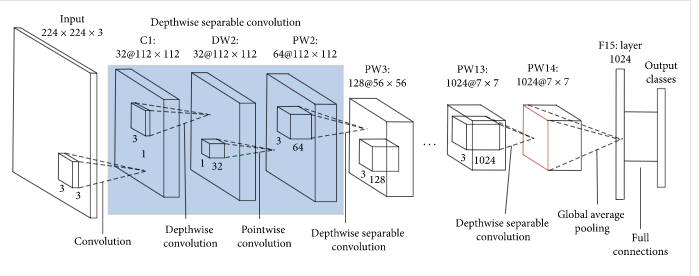 Input
224 × 224 × 3
Depthwise separable convolution
C1:
32@112 × 112
DW2:
32@112 × 112
PW2:
64@112 × 112
PW3:
128@56 × 56
PW13:
1024@7 × 7
PW14:
1024@7 × 7
F15: layer
1024
Output
classes
3
3
3
1
1
32
3
64
3
128
...
3
1024
Convolution
Depthwise
convolution
Pointwise
convolution
Depthwise separable
convolution
Depthwise separable
convolution
Global average
pooling
Full
connections